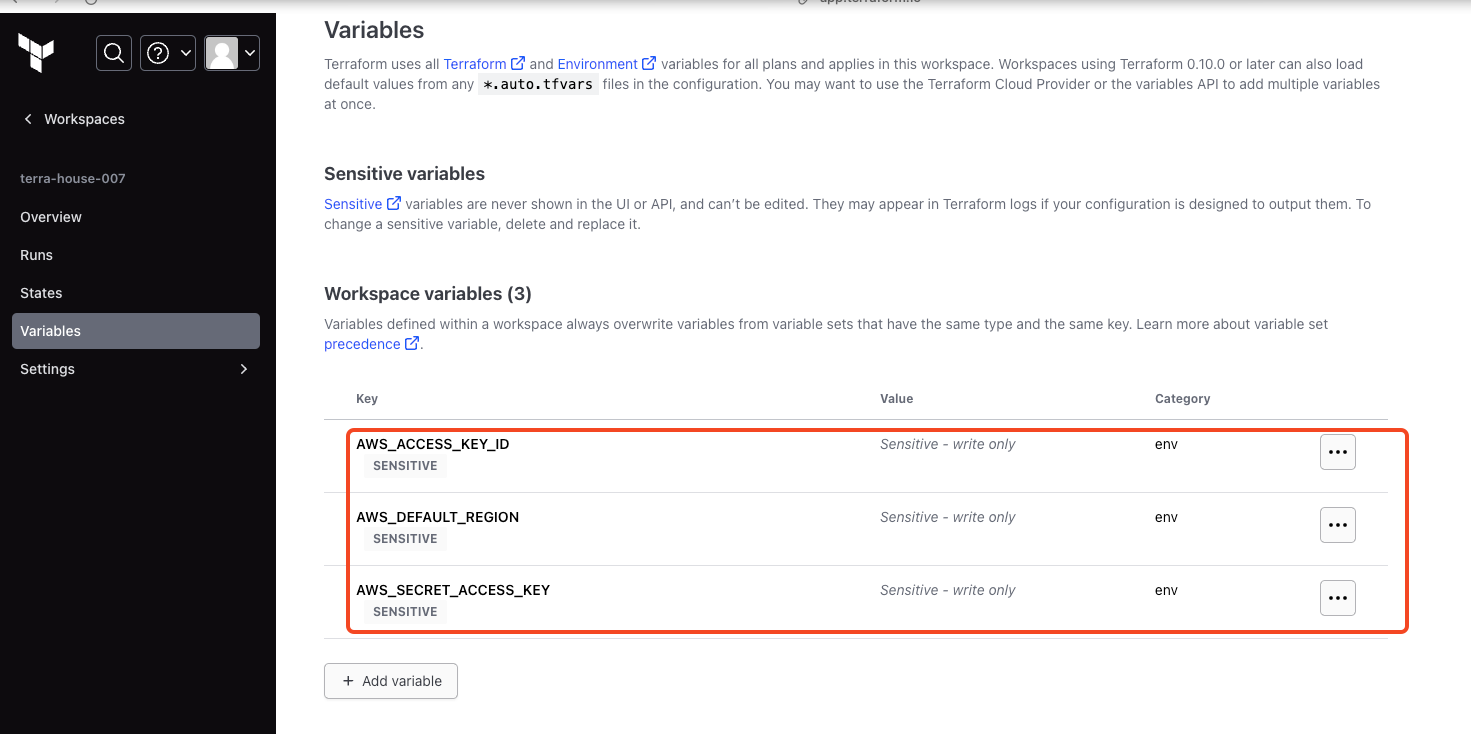 Variables
Terraform uses all Terraform and Environment variables for all plans and applies in this workspace. Workspaces using Terraform 0.10.0 or later can also load
default values from any *.auto.tfvars files in the configuration. You may want to use the Terraform Cloud Provider or the variables API to add multiple variables
at once.
Workspaces
terra-house-007
Overview
Runs
States
Variables
Settings
Sensitive variables
Sensitive variables are never shown in the UI or API, and can’t be edited. They may appear in Terraform logs if your configuration is designed to output them. To
change a sensitive variable, delete and replace it.
Workspace variables (3)
Variables defined within a workspace always overwrite variables from variable sets that have the same type and the same key. Learn more about variable set
precedence.
Key Value Category
AWS_ACCESS_KEY_ID Sensitive - write only env
SENSITIVE
AWS_DEFAULT_REGION Sensitive - write only env
SENSITIVE
AWS_SECRET_ACCESS_KEY Sensitive - write only env
SENSITIVE
+ Add variable